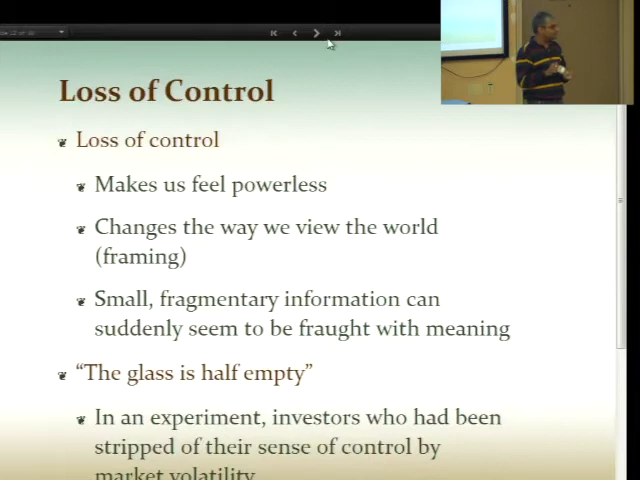 Loss of Control
Loss of control
Makes us feel powerless
Changes the way we view the world
(framing)
Small, fragmentary information can
suddenly seem to be fraught with meaning
“The glass is half empty”
In an experiment, investors who had been
stripped of their sense of control by
market volatility